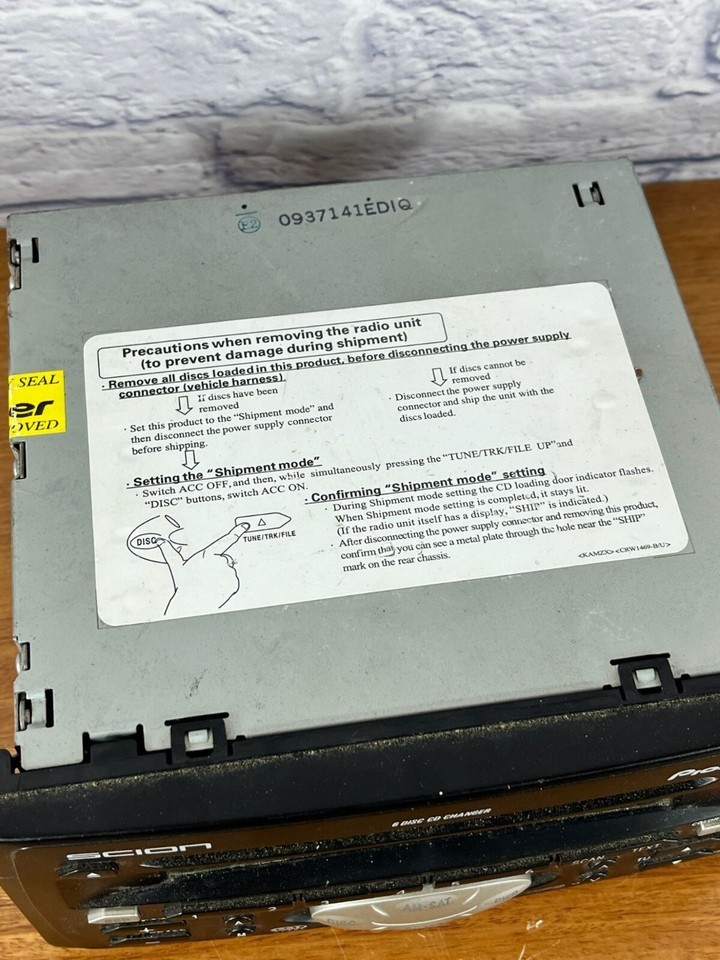 E2 0937141EDIQ
SEAL
er
OVED
Precautions when removing the radio unit
(to prevent damage during shipment)
· Remove all discs loaded in this product, before disconnecting the power supply
connector (vehicle harness).
If discs have been
removed
· Set this product to the "Shipment mode" and
then disconnect the power supply connector
before shipping.
If discs cannot be
removed
· Disconnect the power supply
connector and ship the unit with the
discs loaded.
· Setting the "Shipment mode"
· Switch ACC OFF, and then, while simultaneously pressing the "TUNE/TRK/FILE UP" and
"DISC" buttons, switch ACC ON.
DISC
TUNE/TRK/FILE
· Confirming "Shipment mode" setting
· During Shipment mode setting the CD loading door indicator flashes.
When Shipment mode setting is completed, it stays lit.
(If the radio unit itself has a display, "SHIP" is indicated.)
· After disconnecting the power supply connector and removing this product,
confirm that you can see a metal plate through the hole near the "SHIP"
mark on the rear chassis.
<KAMZX> <CRW1469-B/U>
Pio
6 DISC CD CHANGER
SCION
SCAN
AM·SAT
DISC